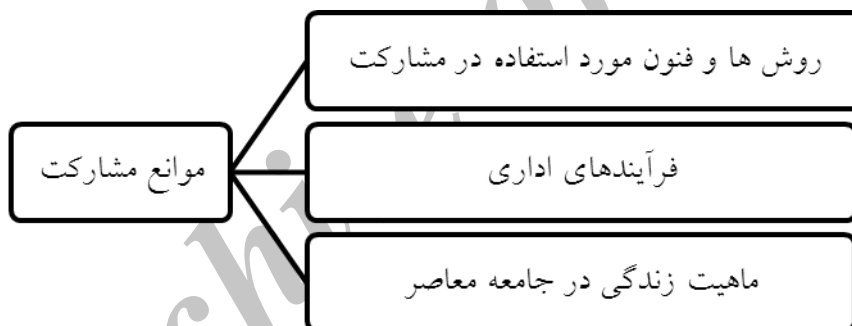 روش ها و فنون مورد استفاده در مشارکت
موانع مشارکت
فرآیندهای اداری
ماهیت زندگی در جامعه معاصر